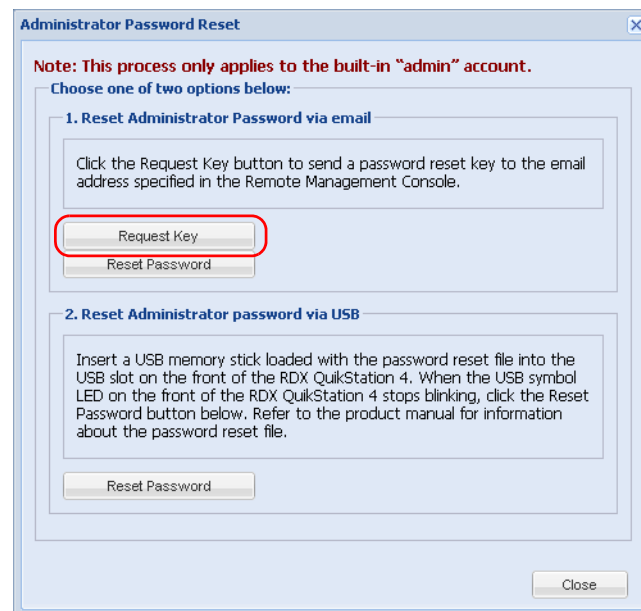 Administrator Password Reset
Note: This process only applies to the built-in “admin” account.
Choose one of two options below:
1. Reset Administrator Password via email
Click the Request Key button to send a password reset key to the email
address specified in the Remote Management Console.
Request Key
Reset Password
2. Reset Administrator password via USB
Insert a USB memory stick loaded with the password reset file into the
USB slot on the front of the RDX QuikStation 4. When the USB symbol
LED on the front of the RDX QuikStation 4 stops blinking, click the Reset
Password button below. Refer to the product manual for information
about the password reset file.
Reset Password
Close